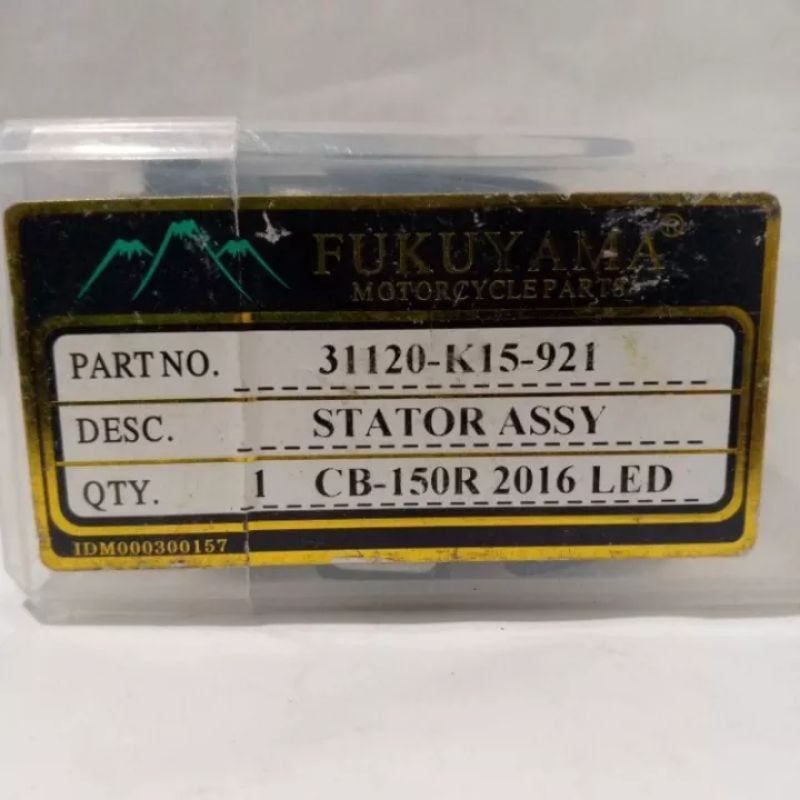 FUKUYAMA®
MOTORCYCLE PARTS
PART NO. 31120-K15-921
DESC. STATOR ASSY
QTY. 1 CB-150R 2016 LED
IDM000300157